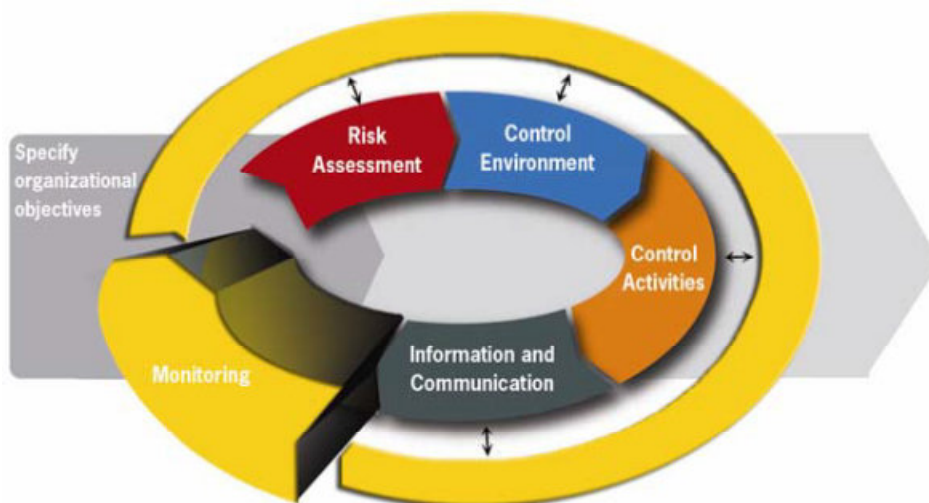 Specify
organizational
objectives
Risk
Assessment
Control
Environment
Control
Activities
Information and
Communication
Monitoring